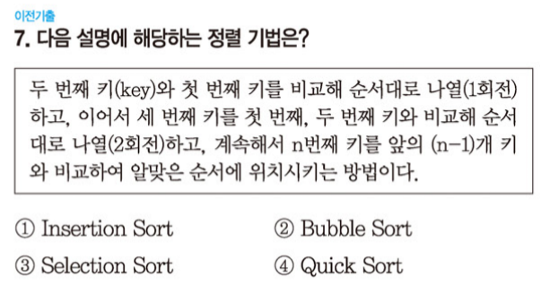 이전기출
7. 다음 설명에 해당하는 정렬 기법은?
두 번째 키(key)와 첫 번째 키를 비교해 순서대로 나열(1회전)
하고, 이어서 세 번째 키를 첫 번째, 두 번째 키와 비교해 순서
대로 나열(2회전)하고, 계속해서 n번째 키를 앞의 (n-1)개 키
와 비교하여 알맞은 순서에 위치시키는 방법이다.
① Insertion Sort ② Bubble Sort
③ Selection Sort ④ Quick Sort